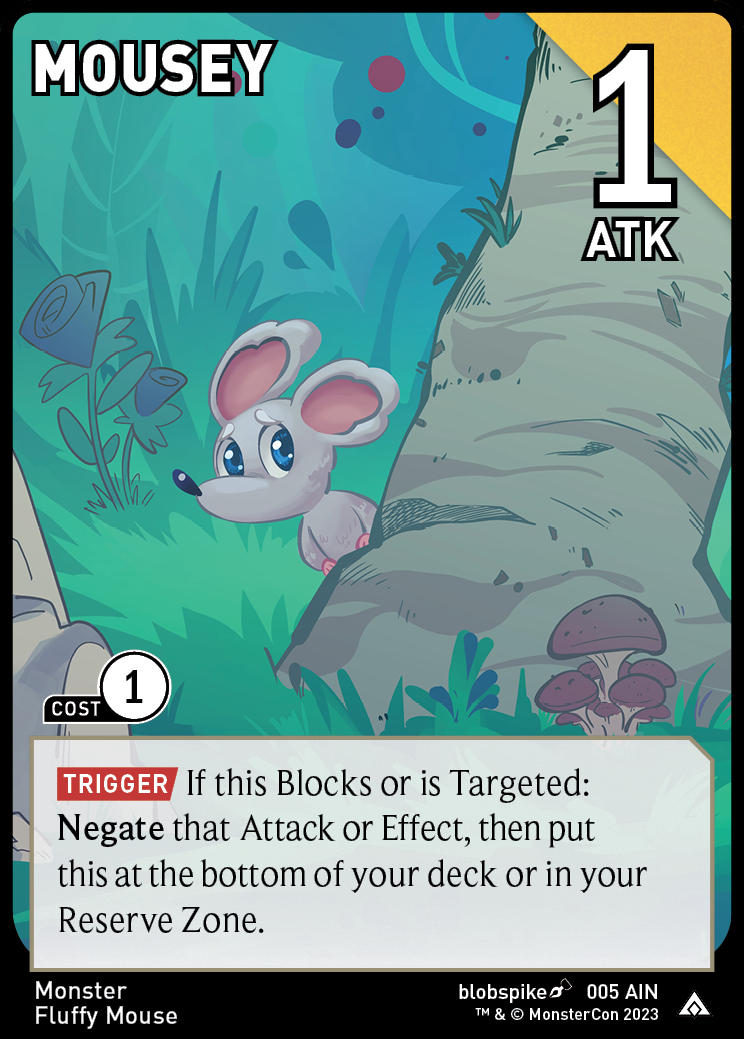 MOUSEY
1
ATK
COST 1
TRIGGER If this Blocks or is Targeted:
Negate that Attack or Effect, then put
this at the bottom of your deck or in your
Reserve Zone.
Monster
Fluffy Mouse
blobspike 005 AIN
™ & © MonsterCon 2023